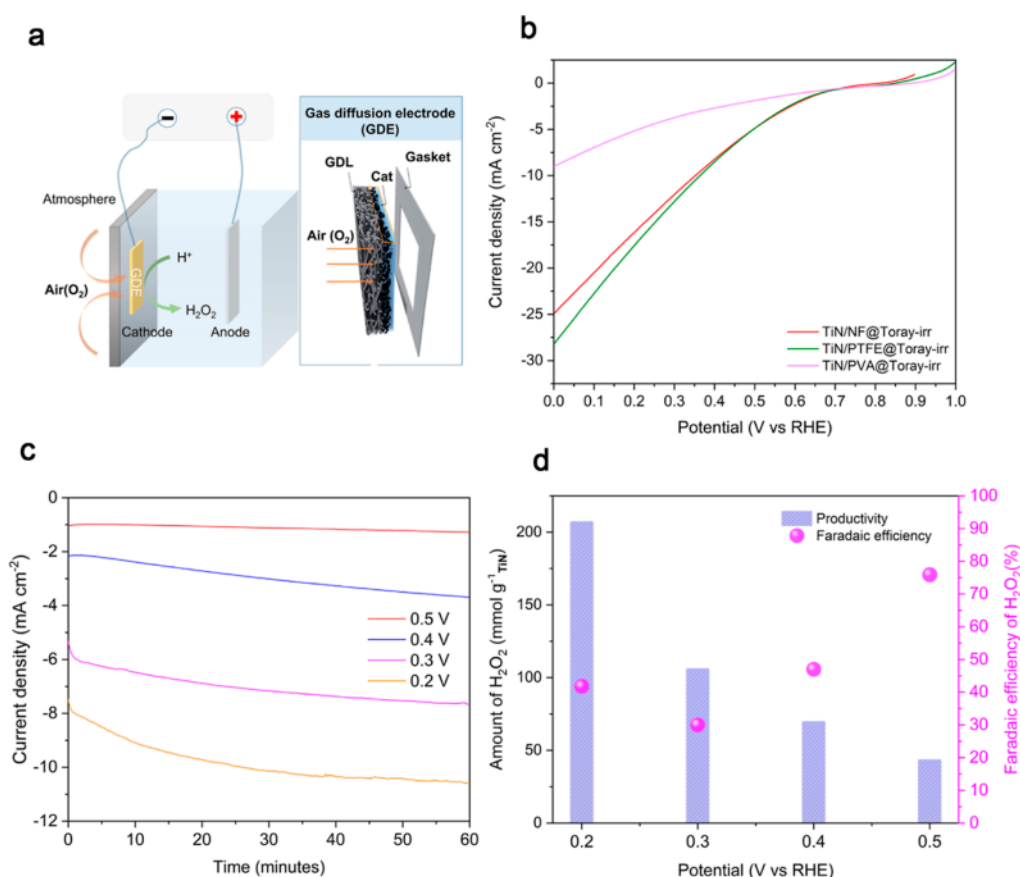 a
Gas diffusion electrode
(GDE)
GDL
Gasket
Cat
Air (O₂)
Atmosphere
Air(O₂)
GDE
H⁺
H₂O₂
Cathode
Anode
b
Current density (mA cm⁻²)
0
-5
-10
-15
-20
-25
-30
TiN/NF@Toray-irr
TiN/PTFE@Toray-irr
TiN/PVA@Toray-irr
0.0 0.1 0.2 0.3 0.4 0.5 0.6 0.7 0.8 0.9 1.0
Potential (V vs RHE)
c
Current density (mA cm⁻²)
0
-2
-4
-6
-8
-10
-12
0.5 V
0.4 V
0.3 V
0.2 V
0 10 20 30 40 50 60
Time (minutes)
d
Amount of H₂O₂ (mmol g⁻¹TiN)
200
150
100
50
0
Productivity
Faradaic efficiency
100
90
80
70
60
50
40
30
20
10
0
Faradaic efficiency of H₂O₂(%)
0.2 0.3 0.4 0.5
Potential (V vs RHE)